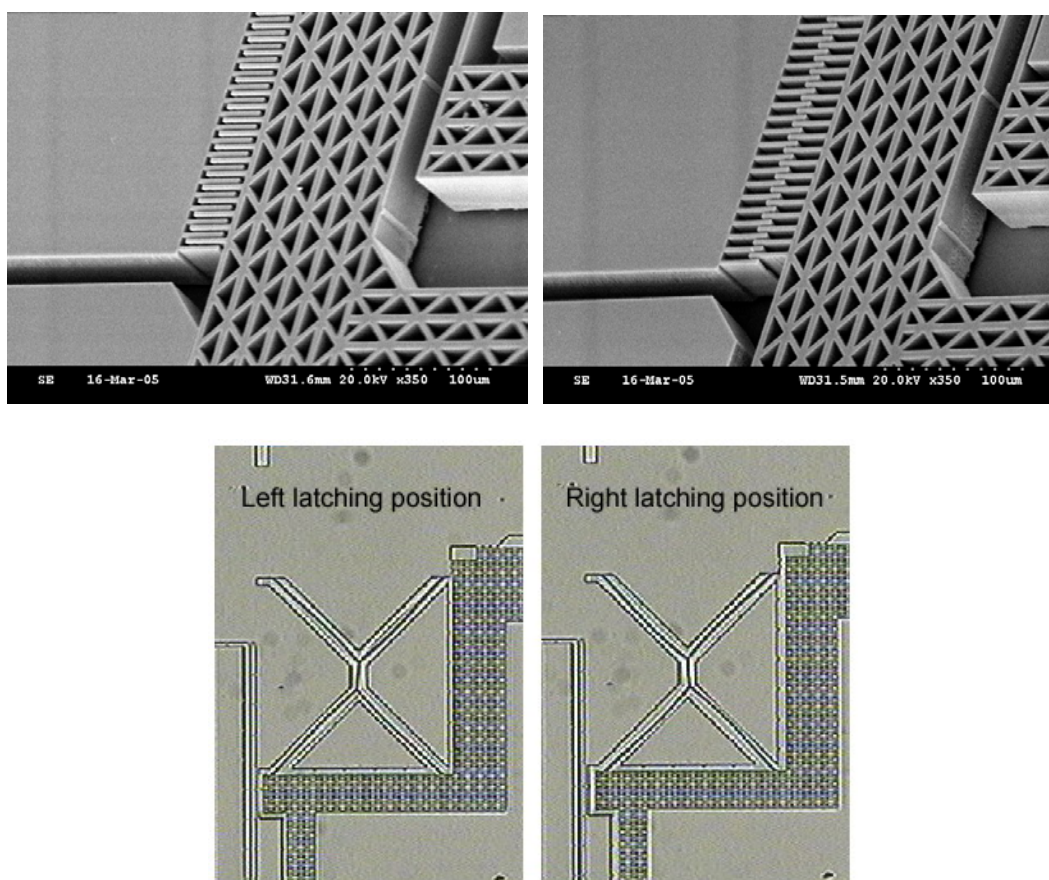 SE 16-Mar-05 WD31.6mm 20.0kV x350 100um
SE 16-Mar-05 WD31.5mm 20.0kV x350 100um
Left latching position
Right latching position